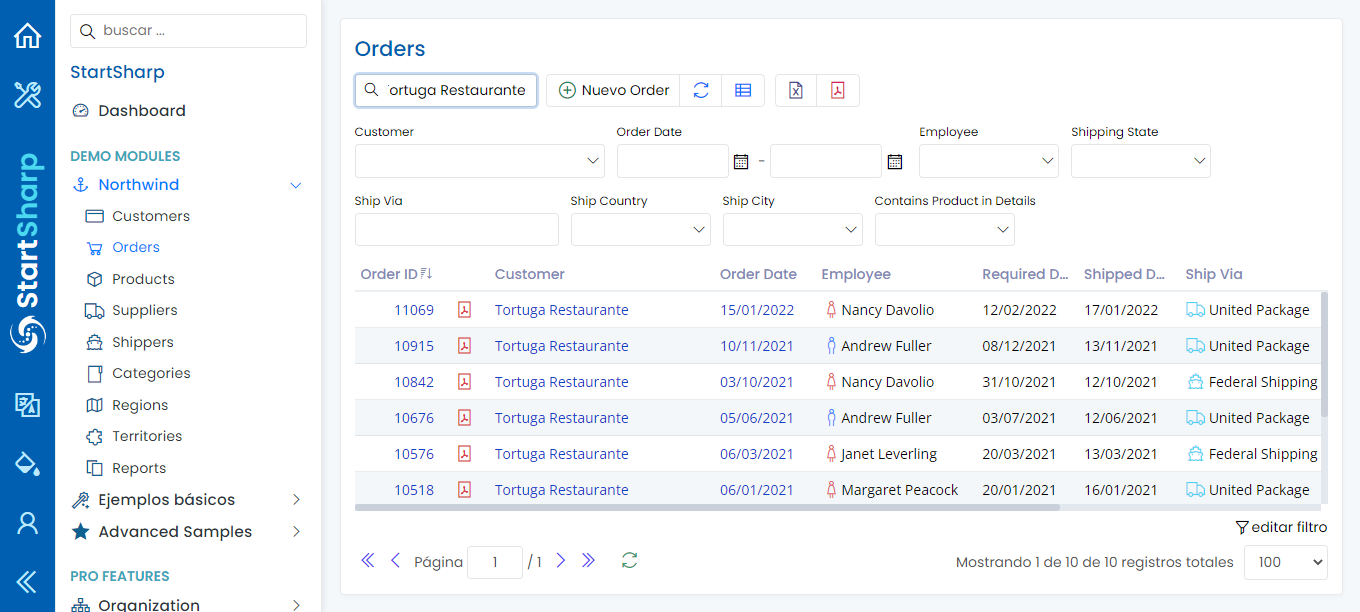 StartSharp
buscar ...
StartSharp
Dashboard
DEMO MODULES
Northwind
Customers
Orders
Products
Suppliers
Shippers
Categories
Regions
Territories
Reports
Ejemplos básicos
Advanced Samples
PRO FEATURES
Organization
Orders
ortuga Restaurante
Nuevo Order
Customer
Order Date
Employee
Shipping State
-
Ship Via
Ship Country
Ship City
Contains Product in Details
Order ID Customer Order Date Employee Required D... Shipped D... Ship Via
11069 Tortuga Restaurante 15/01/2022 Nancy Davolio 12/02/2022 17/01/2022 United Package
10915 Tortuga Restaurante 10/11/2021 Andrew Fuller 08/12/2021 13/11/2021 United Package
10842 Tortuga Restaurante 03/10/2021 Nancy Davolio 31/10/2021 12/10/2021 Federal Shipping
10676 Tortuga Restaurante 05/06/2021 Andrew Fuller 03/07/2021 12/06/2021 United Package
10576 Tortuga Restaurante 06/03/2021 Janet Leverling 20/03/2021 13/03/2021 Federal Shipping
10518 Tortuga Restaurante 06/01/2021 Margaret Peacock 20/01/2021 16/01/2021 United Package
editar filtro
Página 1 / 1
Mostrando 1 de 10 de 10 registros totales 100